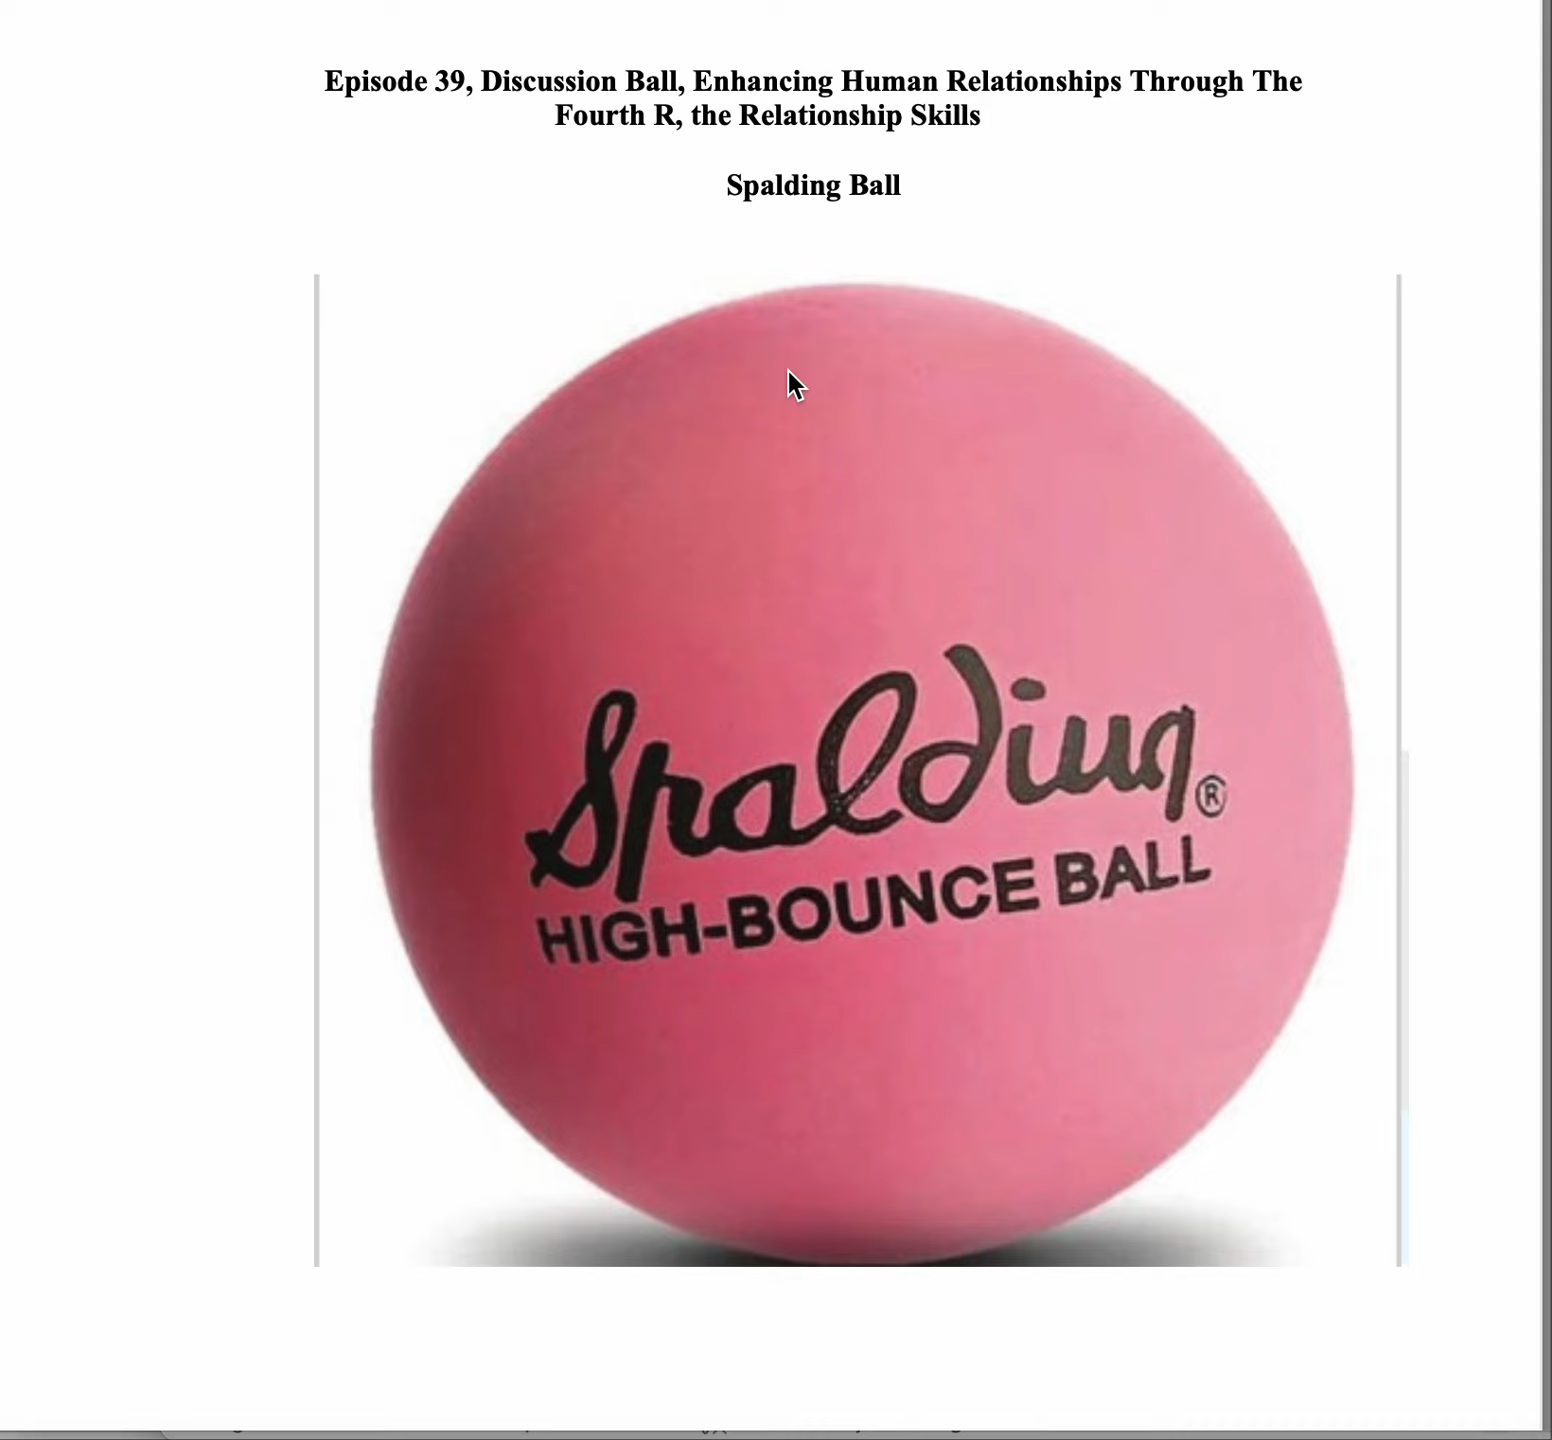 Episode 39, Discussion Ball, Enhancing Human Relationships Through The
Fourth R, the Relationship Skills
Spalding Ball
Spalding®
HIGH-BOUNCE BALL